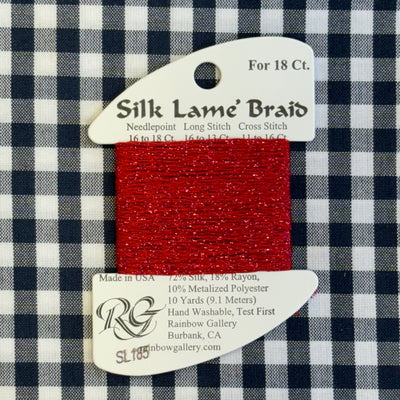 For 18 Ct.
Silk Lame' Braid
Needlepoint Long Stitch Cross Stitch
16 to 18 Ct. 16 to 13 Ct. 11 to 16 Ct.
Made in USA 72% Silk, 18% Rayon,
10% Metalized Polyester
10 Yards (9.1 Meters)
RG Hand Washable, Test First
Rainbow Gallery
Burbank, CA
SL185 rainbowgallery.com